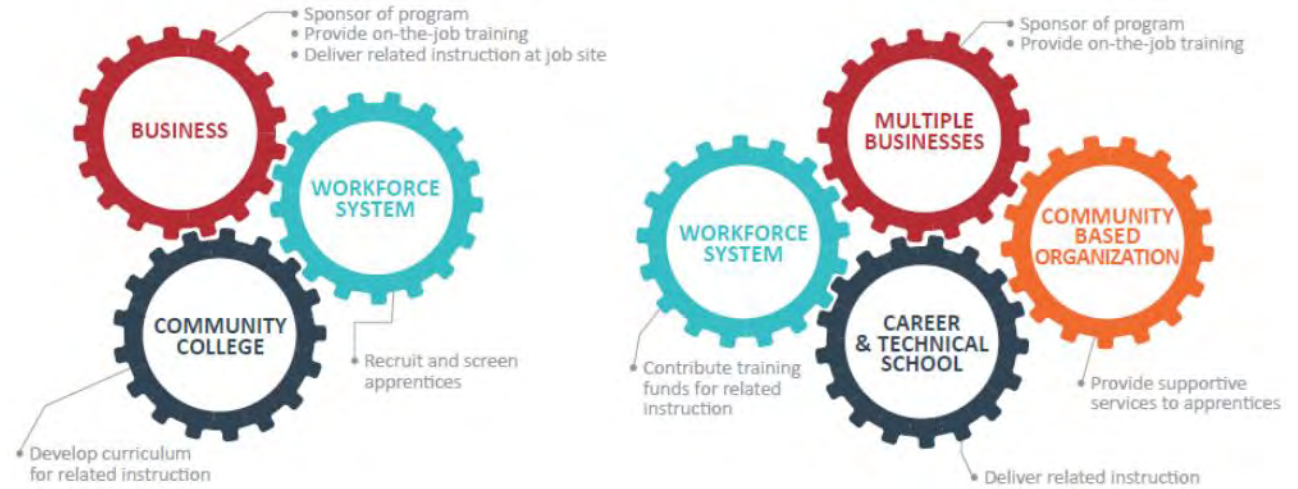 • Sponsor of program
• Provide on-the-job training
• Deliver related instruction at job site
BUSINESS
WORKFORCE
SYSTEM
COMMUNITY
COLLEGE
• Recruit and screen
apprentices
• Develop curriculum
for related instruction
• Sponsor of program
• Provide on-the-job training
MULTIPLE
BUSINESSES
WORKFORCE
SYSTEM
COMMUNITY
BASED
ORGANIZATION
CAREER
& TECHNICAL
SCHOOL
• Contribute training
funds for related
instruction
• Provide supportive
services to apprentices
• Deliver related instruction